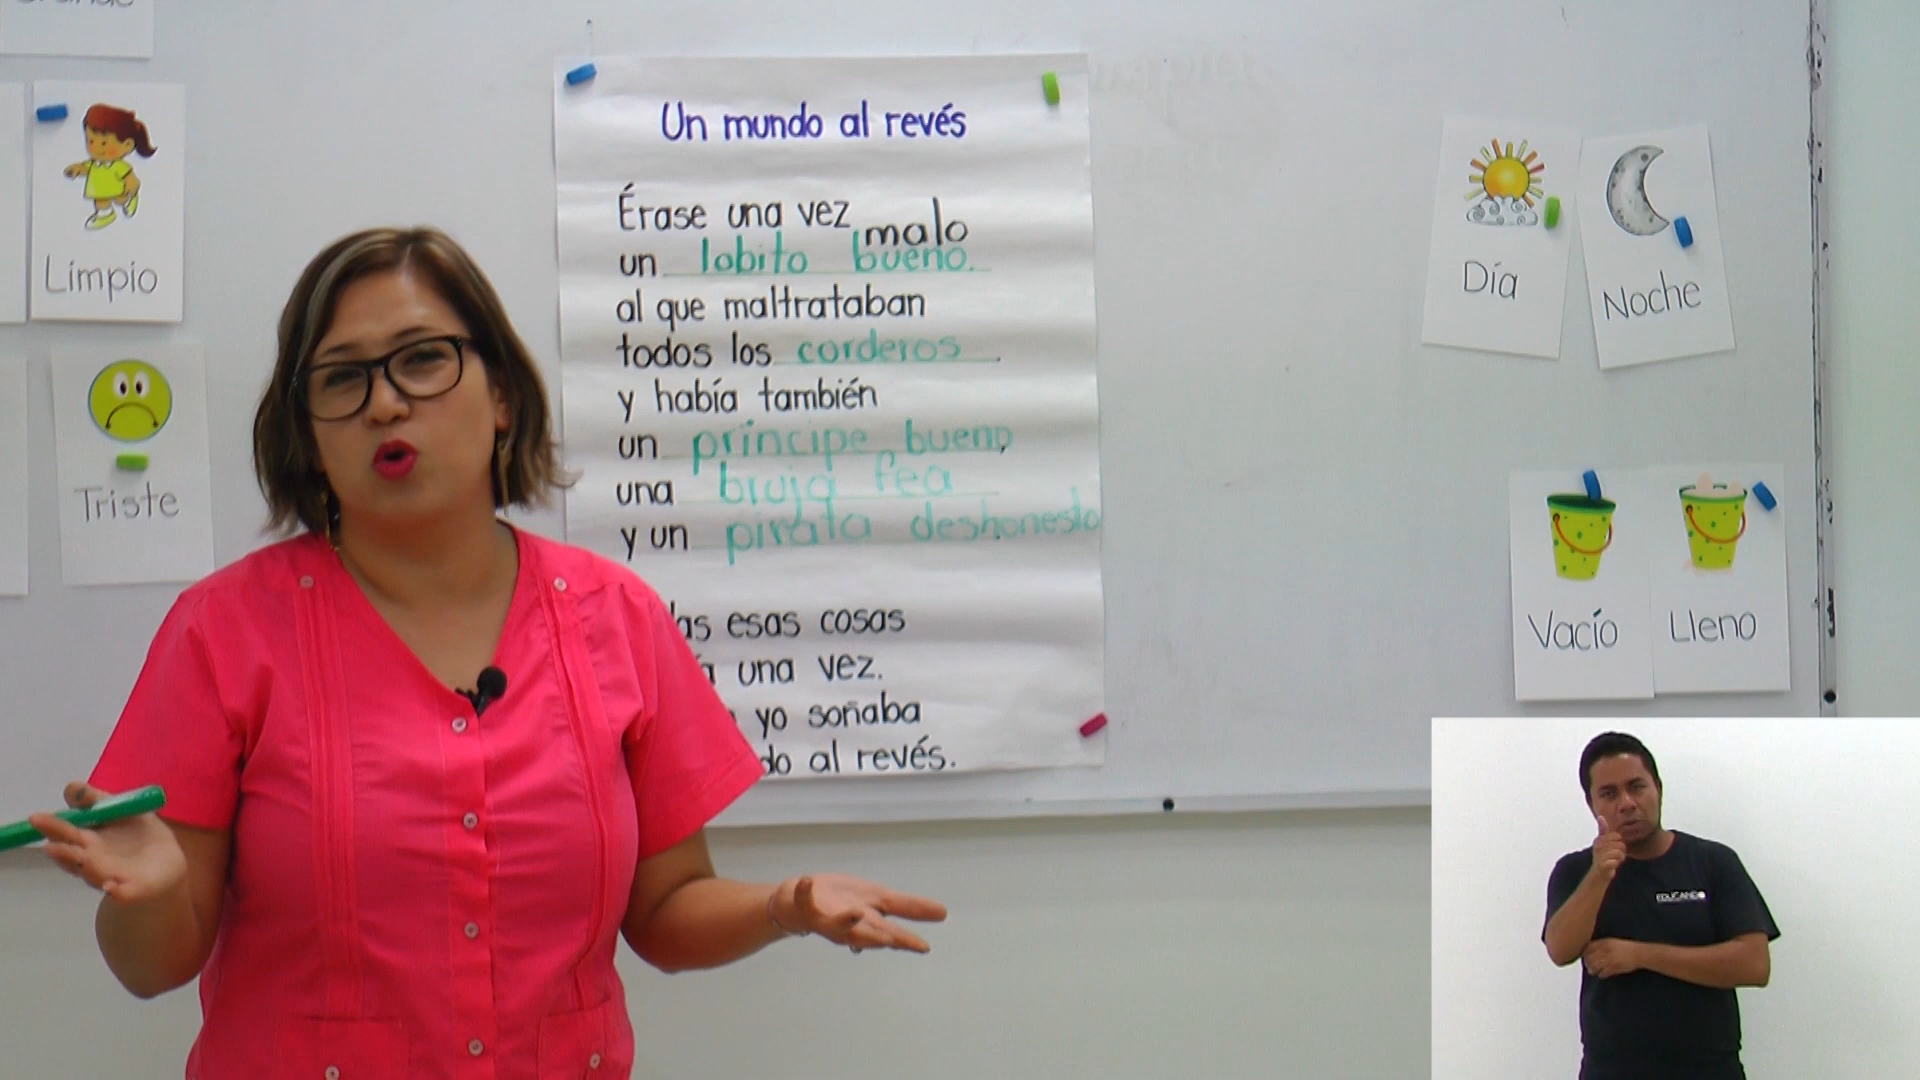 Limpio
Triste
Un mundo al revés
Érase una vez
malo
un lobito bueno.
al que maltrataban
todos los corderos.
y había también
un príncipe bueno,
una bruja fea
y un pirata deshonesto
esas cosas
una vez.
yo soñaba
al revés.
Día
Noche
Vacío
Lleno
EDUCANDO